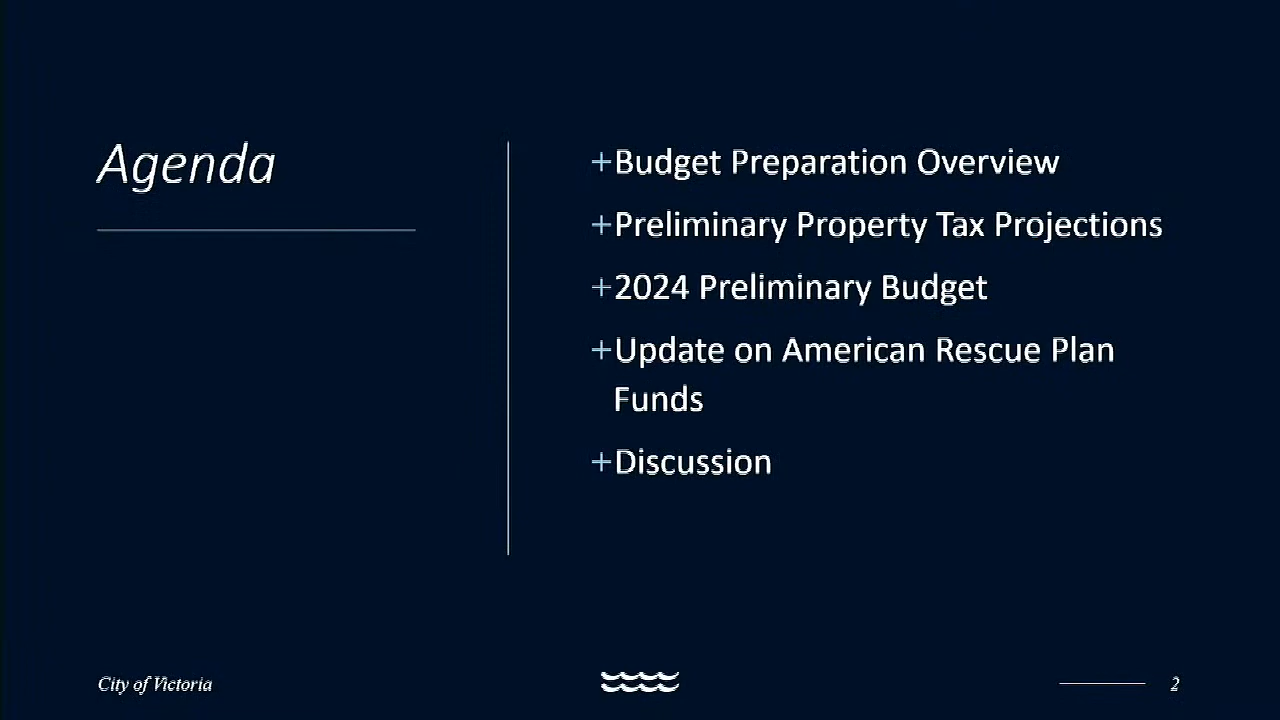 Agenda
+Budget Preparation Overview
+Preliminary Property Tax Projections
+2024 Preliminary Budget
+Update on American Rescue Plan
Funds
+Discussion
City of Victoria
2